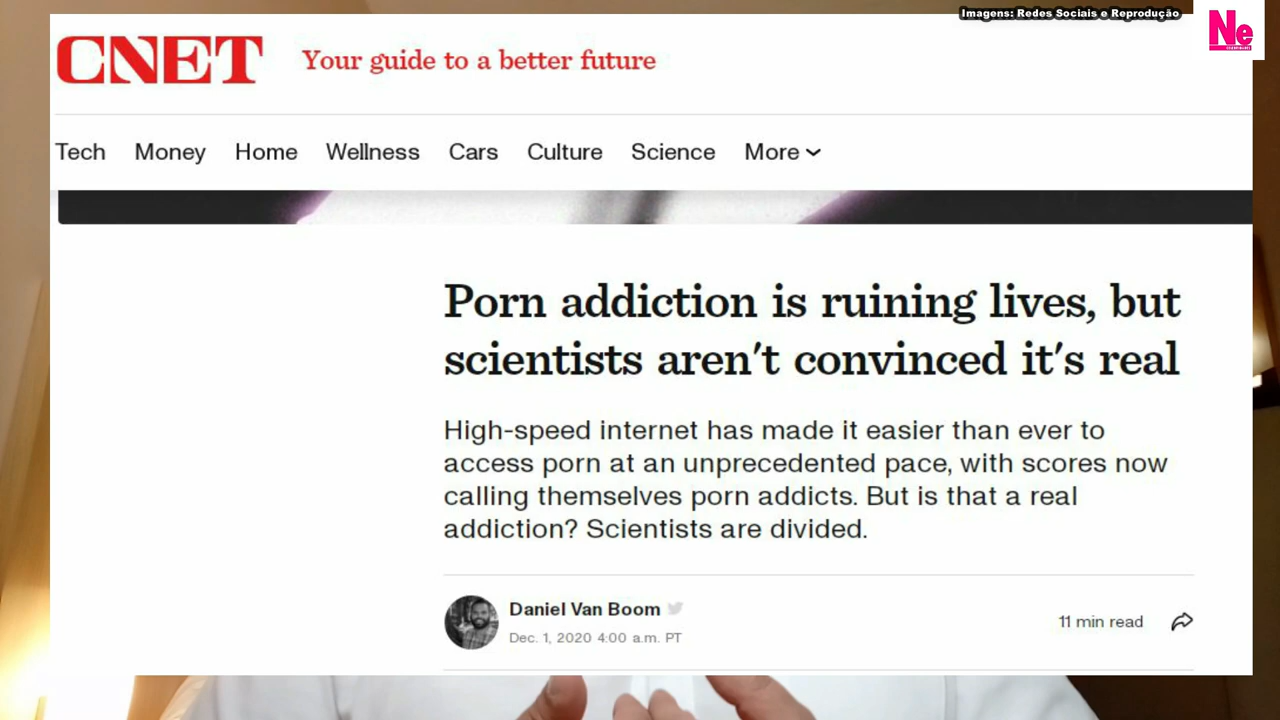 Imagens: Redes Sociais e Reprodução
Ne
CNET
Your guide to a better future
Tech Money Home Wellness Cars Culture Science More
Porn addiction is ruining lives, but
scientists aren't convinced it's real
High-speed internet has made it easier than ever to
access porn at an unprecedented pace, with scores now
calling themselves porn addicts. But is that a real
addiction? Scientists are divided.
Daniel Van Boom
Dec. 1, 2020 4:00 a.m. PT
11 min read